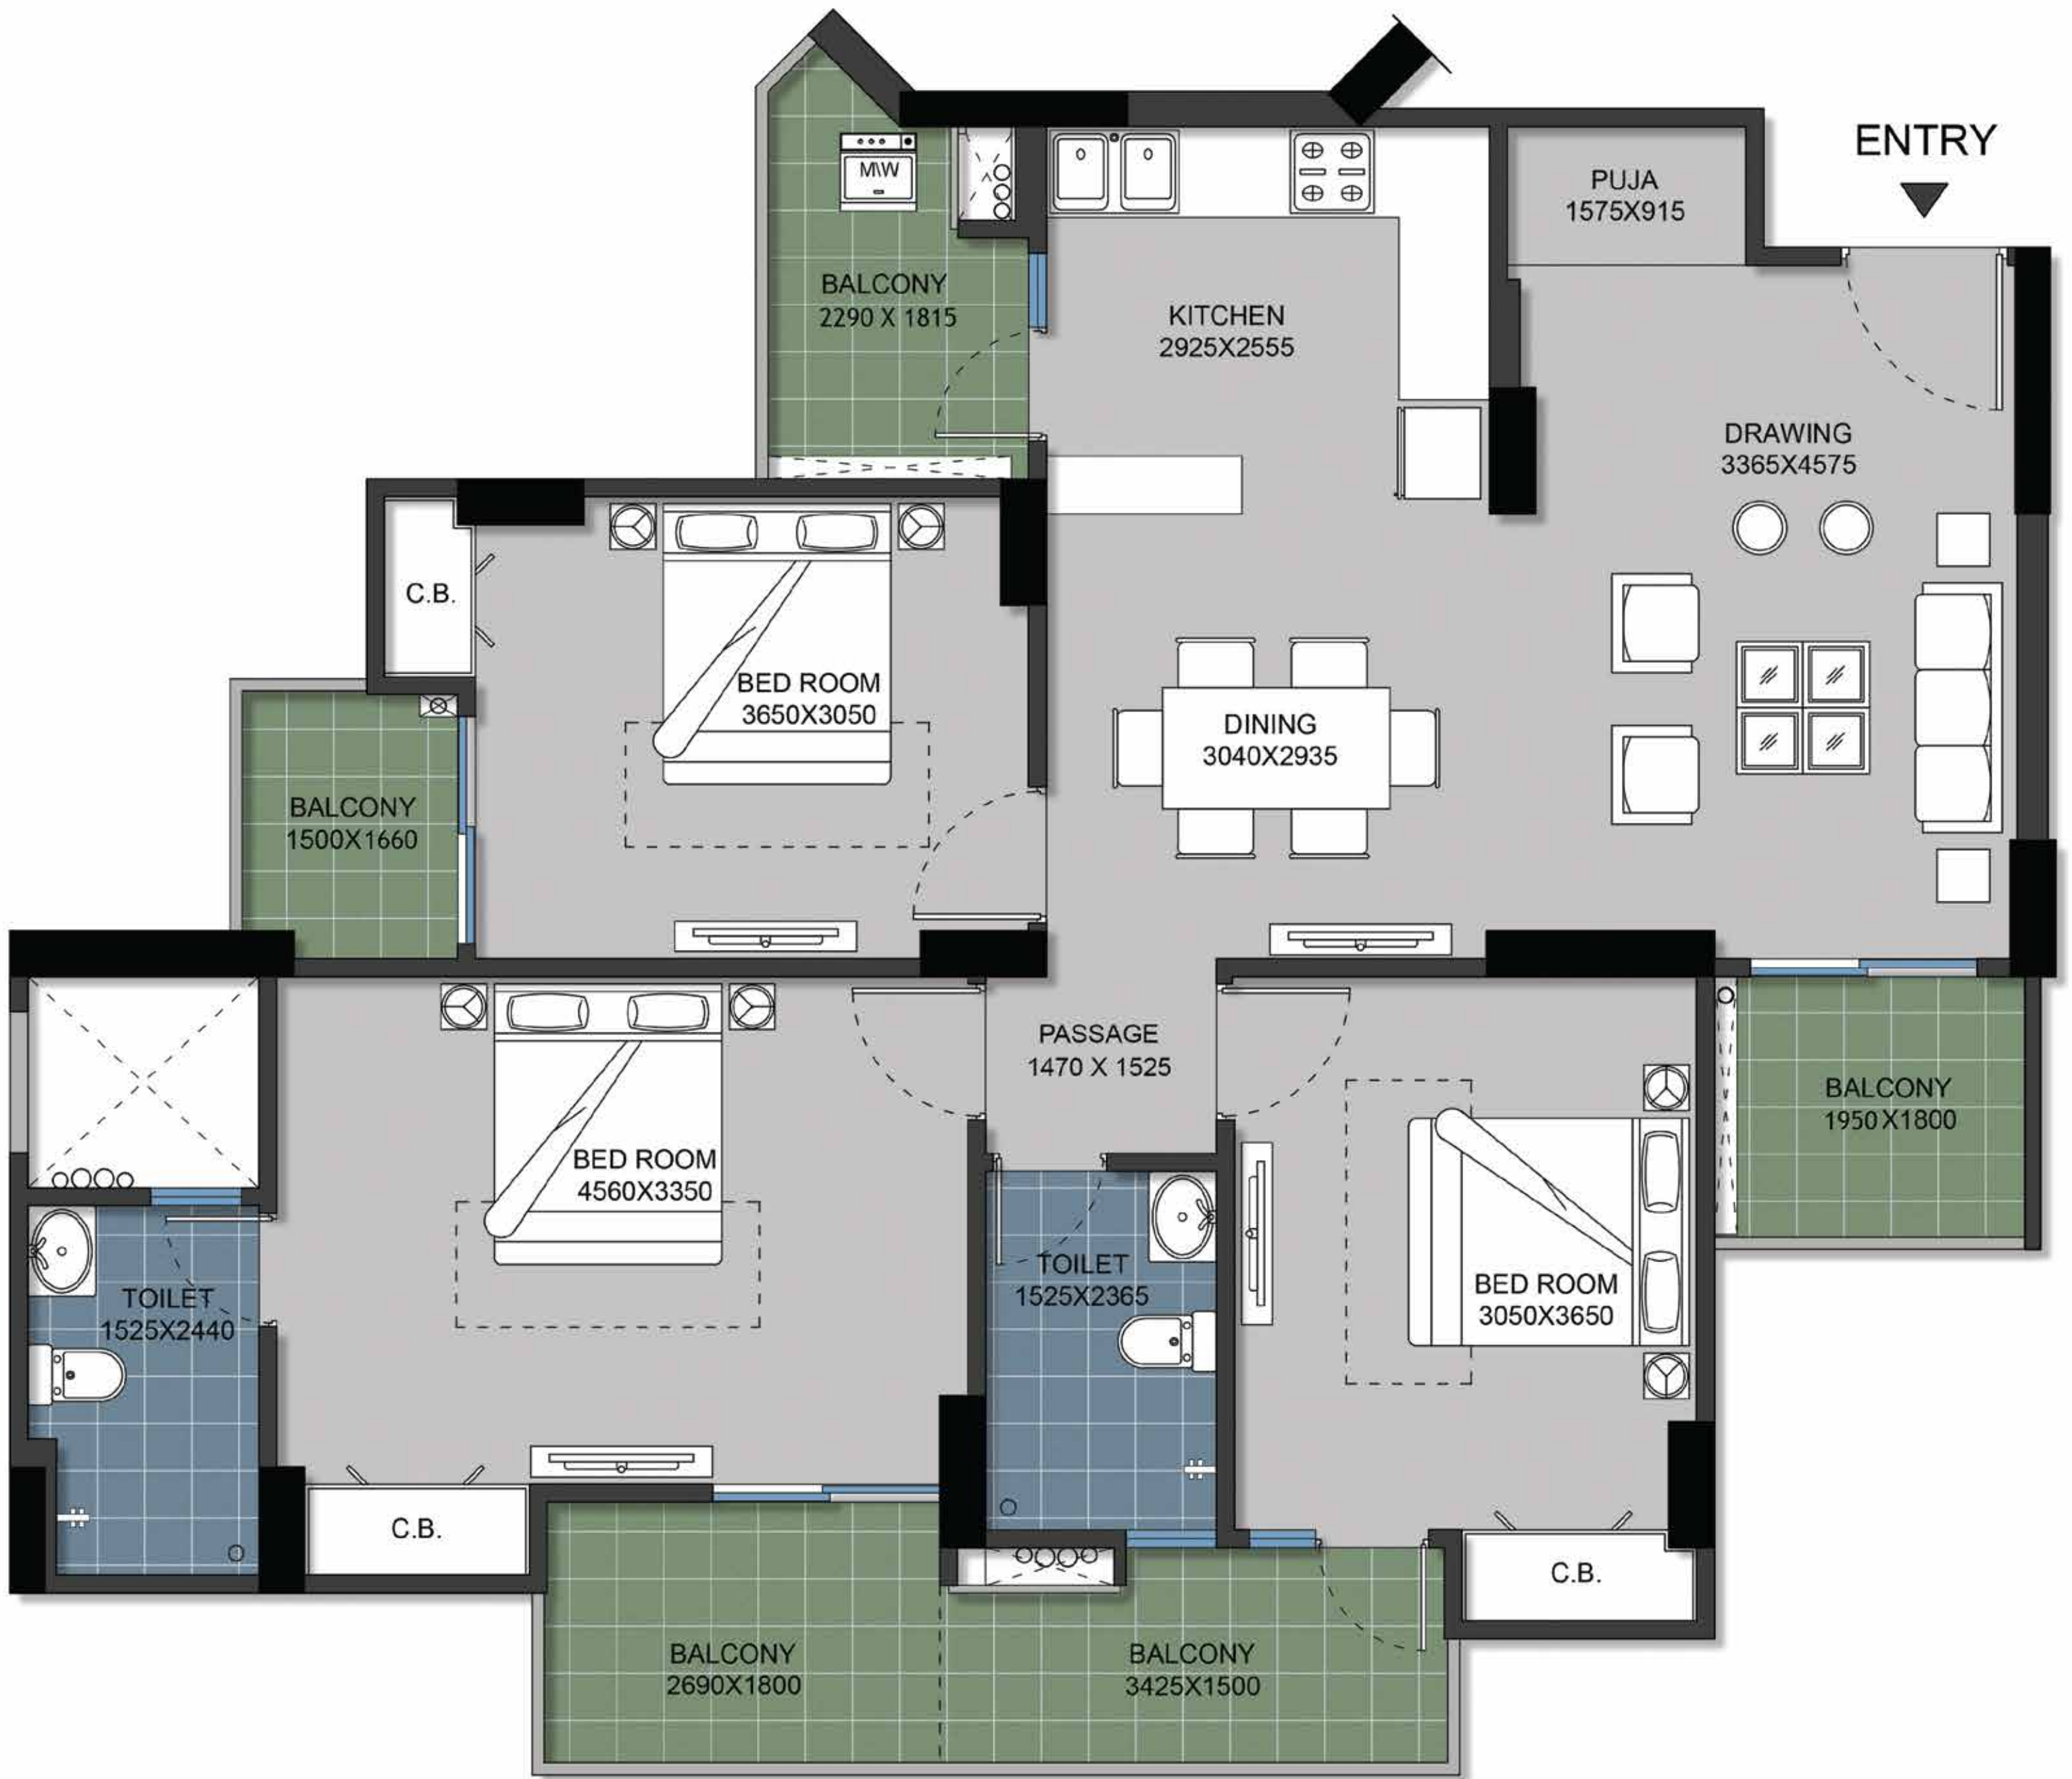 ENTRY
PUJA
1575X915
M\W
BALCONY
2290 X 1815
KITCHEN
2925X2555
DRAWING
3365X4575
C.B.
BED ROOM
3650X3050
DINING
3040X2935
BALCONY
1500X1660
PASSAGE
1470 X 1525
BALCONY
1950X1800
BED ROOM
4560X3350
TOILET
1525X2365
BED ROOM
3050X3650
TOILET
1525X2440
C.B.
C.B.
BALCONY
2690X1800
BALCONY
3425X1500